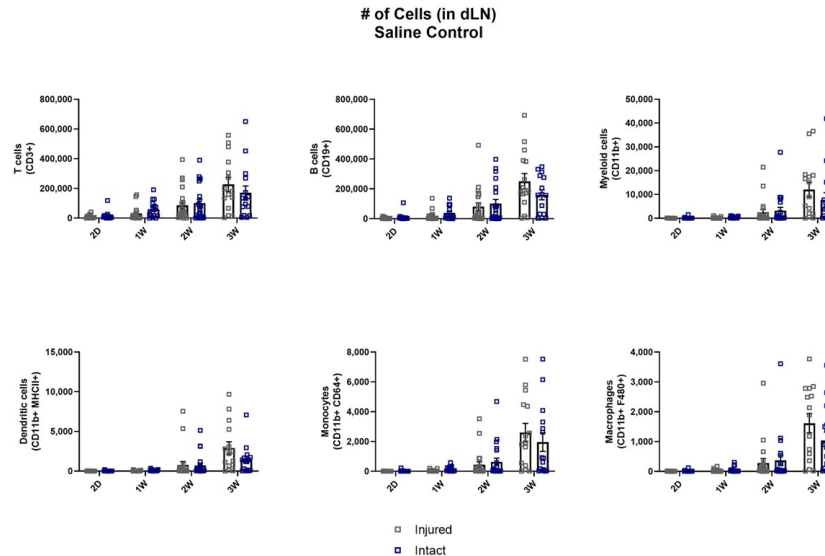 # of Cells (in dLN)
Saline Control
T cells
(CD3+)
800,000
600,000
400,000
200,000
0
2D
1W
2W
3W
B cells
(CD19+)
800,000
600,000
400,000
200,000
0
2D
1W
2W
3W
Myeloid cells
(CD11b+)
50,000
40,000
30,000
20,000
10,000
0
2D
1W
2W
3W
Dendritic cells
(CD11b+ MHCII+)
15,000
10,000
5,000
0
2D
1W
2W
3W
Monocytes
(CD11b+ CD64+)
8,000
6,000
4,000
2,000
0
2D
1W
2W
3W
Macrophages
(CD11b+ F480+)
4,000
3,000
2,000
1,000
0
2D
1W
2W
3W
Injured
Intact